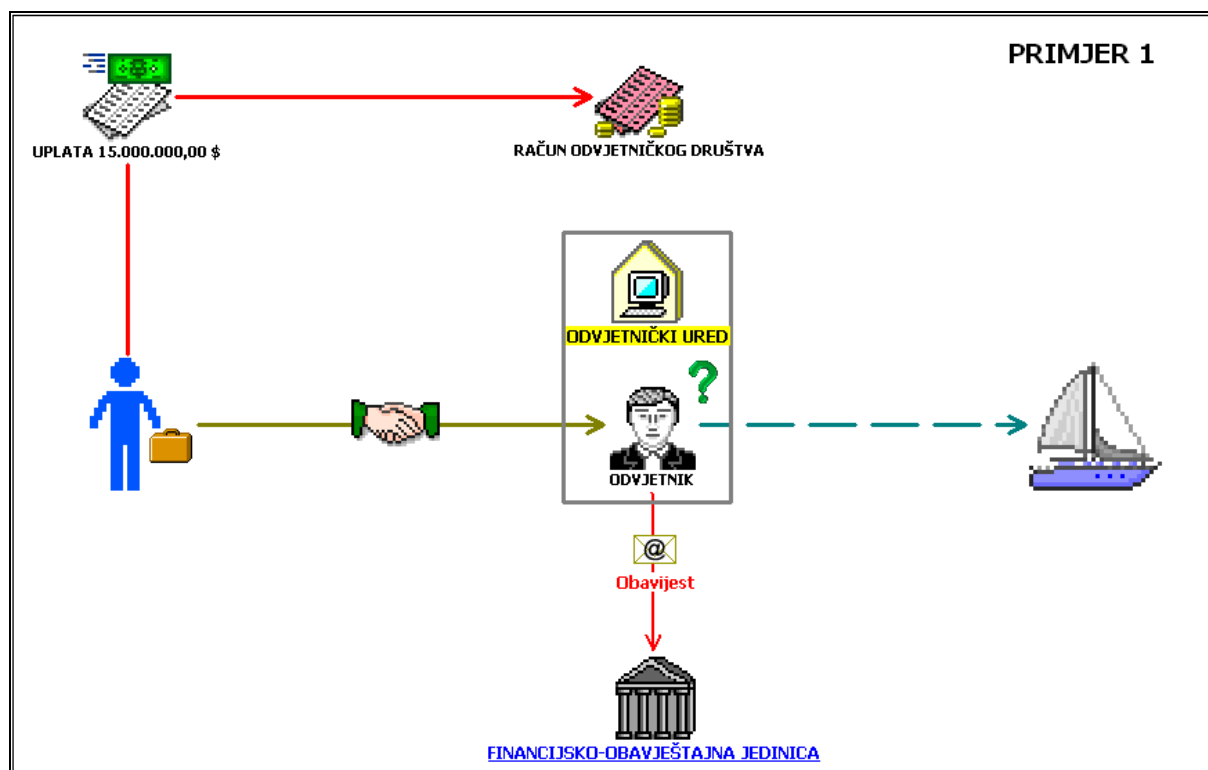 PRIMJER 1
UPLATA 15.000.000,00 $
RAČUN ODVJETNIČKOG DRUŠTVA
ODVJETNIČKI URED
?
ODVJETNIK
@
Obavijest
FINANCIJSKO-OBAVJEŠTAJNA JEDINICA